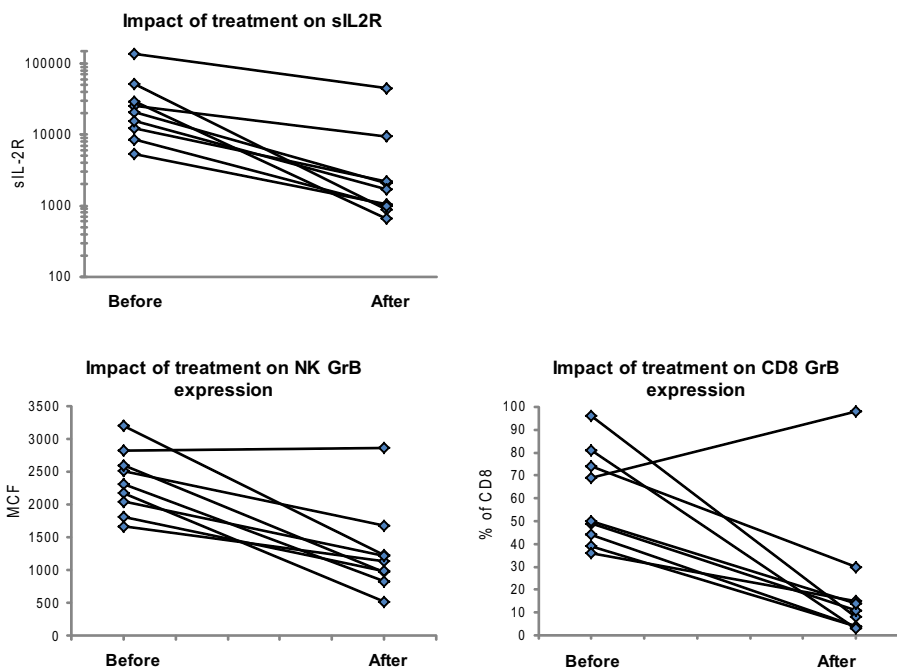 Impact of treatment on sIL2R
100000
10000
1000
100
sIL-2R
Before
After
Impact of treatment on NK GrB
expression
3500
3000
2500
2000
1500
1000
500
0
MCF
Before
After
Impact of treatment on CD8 GrB
expression
100
90
80
70
60
50
40
30
20
10
0
% of CD8
Before
After